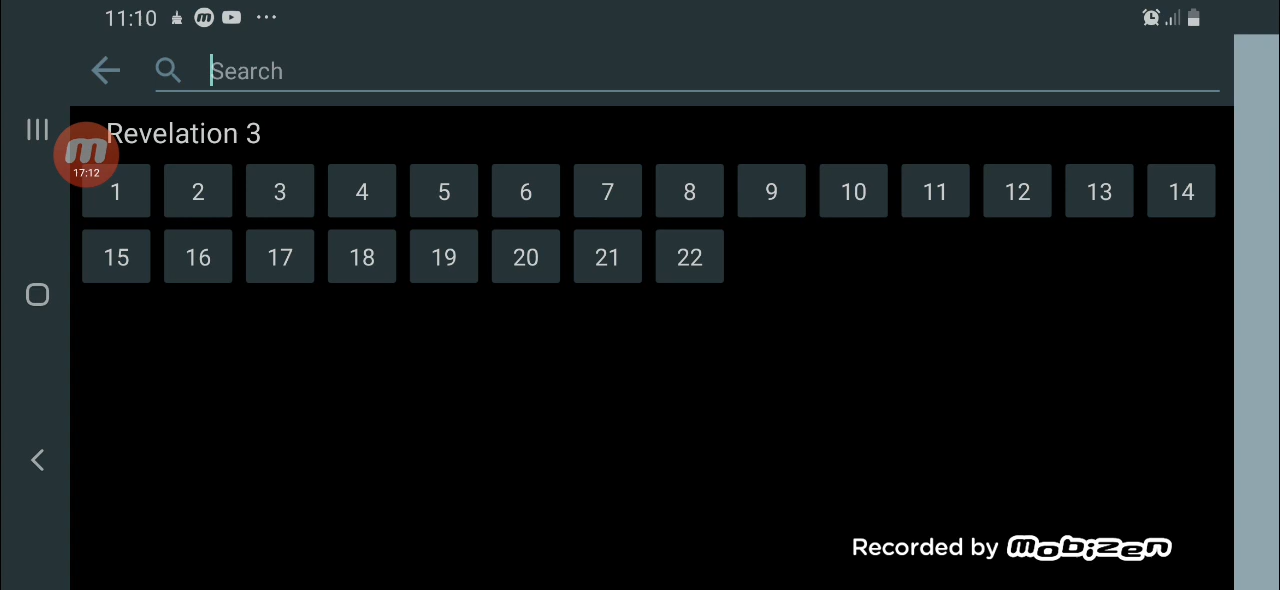 11:10
Search
Revelation 3
m
17:12
1 2 3 4 5 6 7 8 9 10 11 12 13 14
15 16 17 18 19 20 21 22
Recorded by mobizen